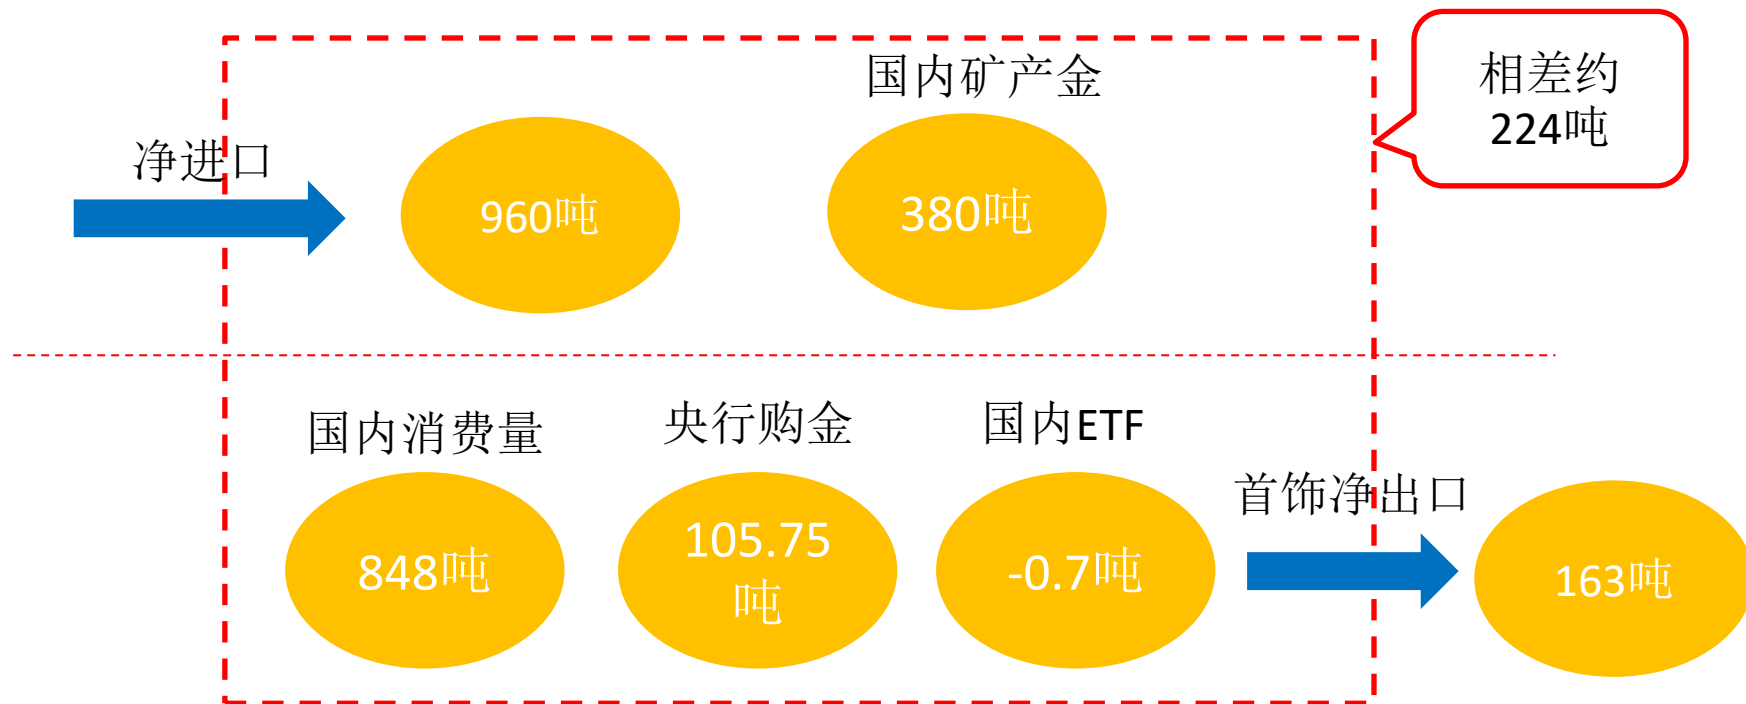 国内矿产金
相差约
224吨
净进口
960吨
380吨
国内消费量
央行购金
国内ETF
首饰净出口
848吨
105.75
吨
-0.7吨
163吨